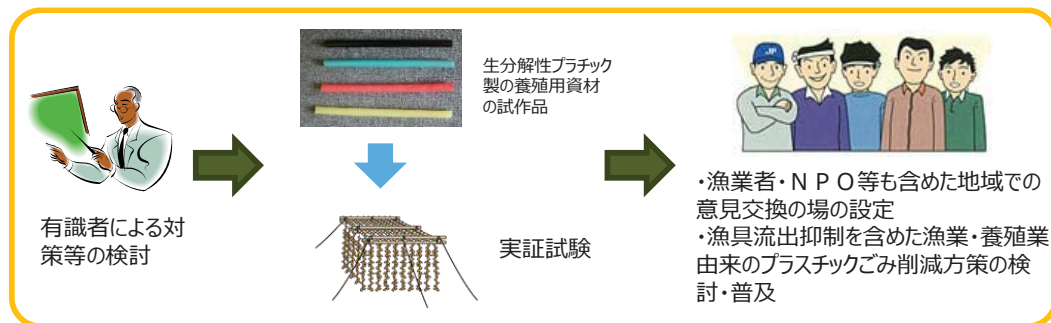 生分解性プラチック
製の養殖用資材
の試作品
有識者による対
策等の検討
実証試験
・漁業者・NPO等も含めた地域での
意見交換の場の設定
・漁具流出抑制を含めた漁業・養殖業
由来のプラスチックごみ削減方策の検
討・普及